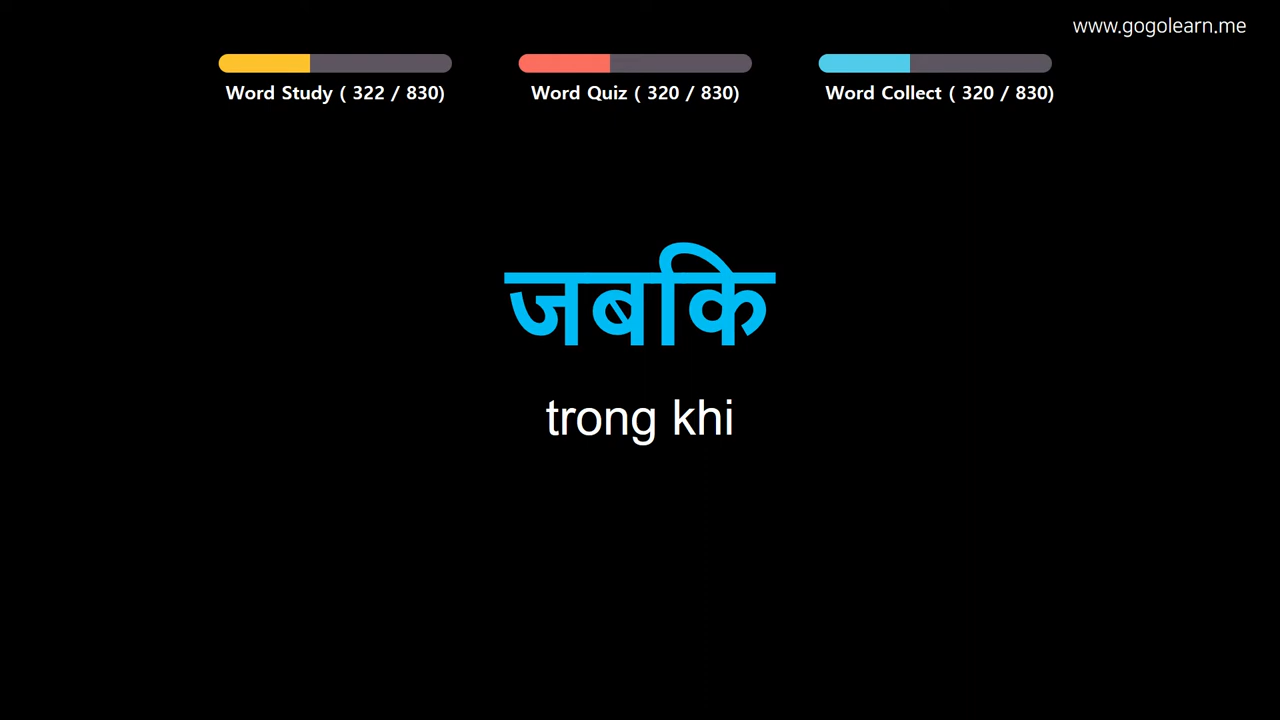 www.gogolearn.me
Word Study ( 322 / 830)
Word Quiz ( 320 / 830)
Word Collect ( 320 / 830)
जबकि
trong khi